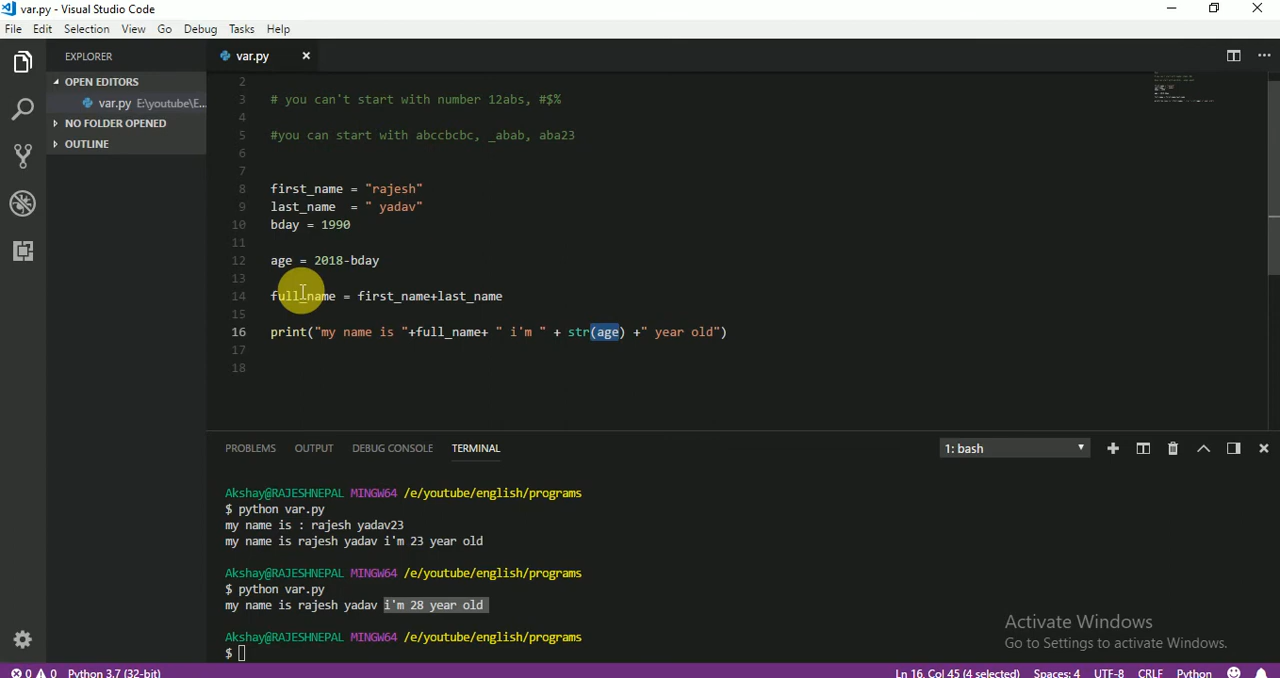 var.py - Visual Studio Code
File Edit Selection View Go Debug Tasks Help
EXPLORER
OPEN EDITORS
var.py E:\youtube\E...
NO FOLDER OPENED
OUTLINE
var.py
2
3 # you can't start with number 12abs, #$%
4
5 #you can start with abccbcbc, _abab, aba23
6
7
8 first_name = "rajesh"
9 last_name = " yadav"
10 bday = 1990
11
12 age = 2018-bday
13
14 full_name = first_name+last_name
15
16 print("my name is "+full_name+ " i'm " + str(age) +" year old")
17
18
PROBLEMS OUTPUT DEBUG CONSOLE TERMINAL 1: bash
Akshay@RAJESHNEPAL MINGW64 /e/youtube/english/programs
$ python var.py
my name is : rajesh yadav23
my name is rajesh yadav i'm 23 year old
Akshay@RAJESHNEPAL MINGW64 /e/youtube/english/programs
$ python var.py
my name is rajesh yadav i'm 28 year old
Akshay@RAJESHNEPAL MINGW64 /e/youtube/english/programs
$
Activate Windows
Go to Settings to activate Windows.
0 0 Python 3.7 (32-bit) Ln 16, Col 45 (4 selected) Spaces: 4 UTF-8 CRLF Python